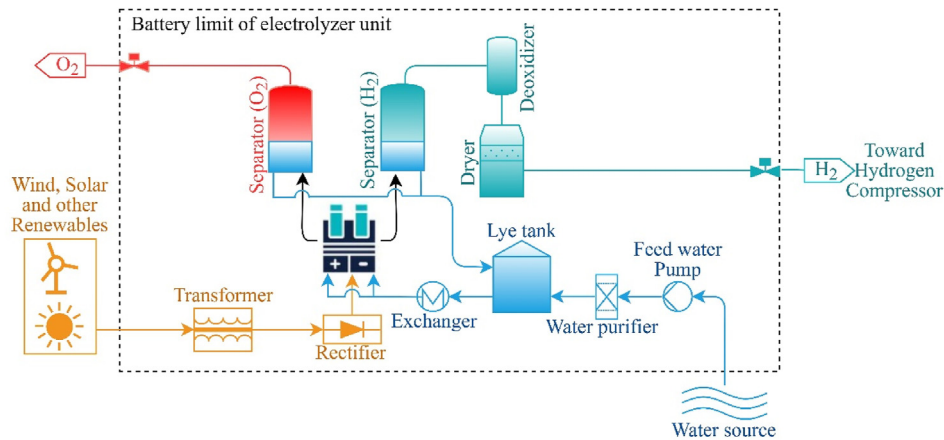 Battery limit of electrolyzer unit
O2
Separator (O2)
Separator (H2)
Deoxidizer
Dryer
H2
Toward
Hydrogen
Compressor
Wind, Solar
and other
Renewables
Lye tank
Feed water
Pump
+ -
Transformer
Rectifier
Exchanger
Water purifier
Water source